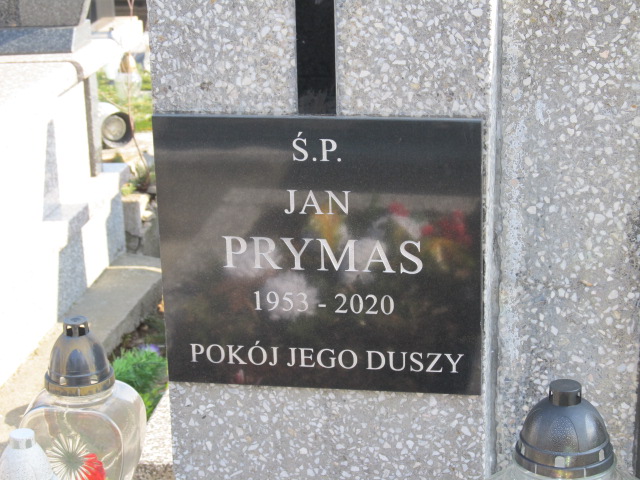 Ś.P.
JAN
PRYMAS
1953 - 2020
POKÓJ JEGO DUSZY